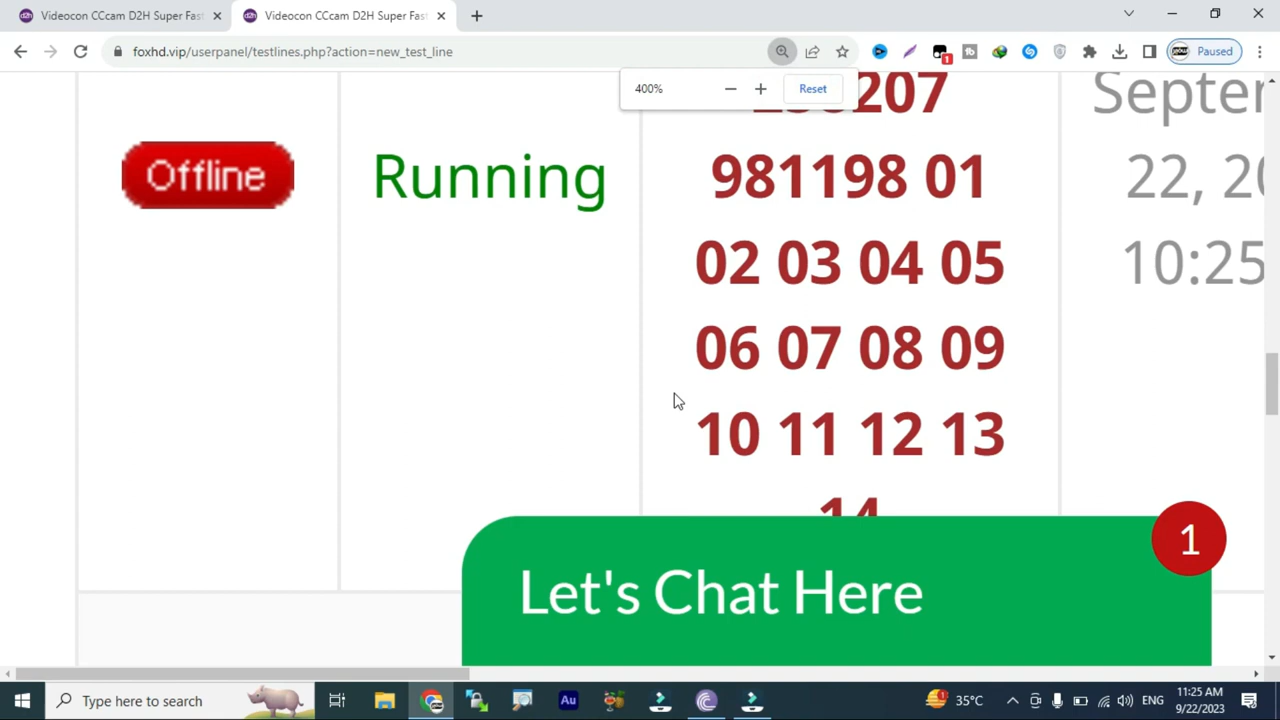 Videocon CCcam D2H Super Fast
Videocon CCcam D2H Super Fast
foxhd.vip/userpanel/testlines.php?action=new_test_line
1
Paused
400%
Reset
207
Offline
Running
981198 01
22, 20
02 03 04 05
10:25
06 07 08 09
10 11 12 13
14
Let's Chat Here
1
Type here to search
Au
1
35°C
ENG
11:25 AM
9/22/2023